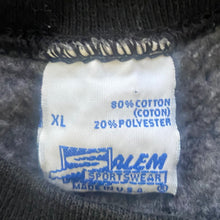 80% COTTON
(COTON)
XL 20% POLYESTER
SALEM
SPORTSWEAR
MADE IN U.S.A. ®